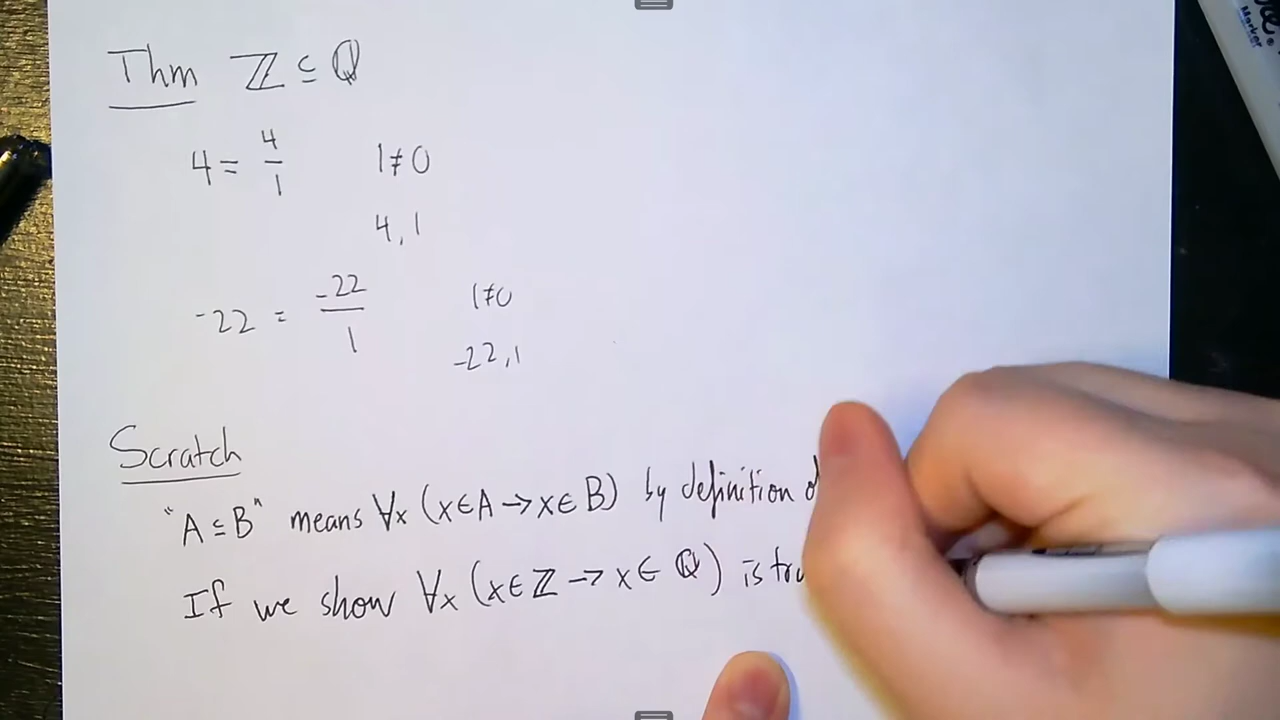 Thm ℤ ⊆ ℚ
4 = 4/1 1≠0
4, 1
-22 = -22/1 1≠0
-22, 1
Scratch
"A ⊆ B" means ∀x (x∈A → x∈B) by definition
If we show ∀x (x∈ℤ → x∈ℚ) is
Marker